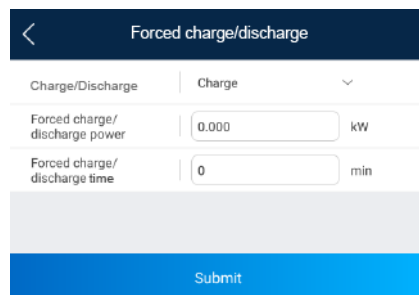 Forced charge/discharge
Charge/Discharge
Charge
Forced charge/
discharge power
0.000
kW
Forced charge/
discharge time
0
min
Submit